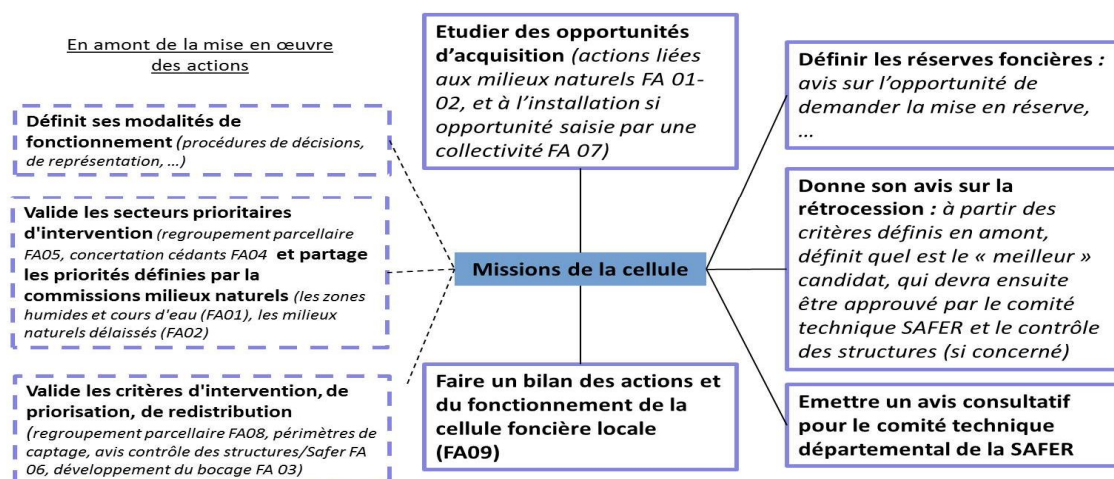 En amont de la mise en œuvre
des actions
Définit ses modalités de
fonctionnement (procédures de décisions,
de représentation, ...)
Valide les secteurs prioritaires
d'intervention (regroupement parcellaire
FA05, concertation cédants FA04 et partage
les priorités définies par la
commissions milieux naturels (les zones
humides et cours d'eau (FA01), les milieux
naturels délaissés (FA02)
Valide les critères d'intervention, de
priorisation, de redistribution
(regroupement parcellaire FA08, périmètres de
captage, avis contrôle des structures/Safer FA
06, développement du bocage FA 03)
Etudier des opportunités
d'acquisition (actions liées
aux milieux naturels FA 01-
02, et à l'installation si
opportunité saisie par une
collectivité FA 07)
Missions de la cellule
Faire un bilan des actions et
du fonctionnement de la
cellule foncière locale
(FA09)
Définir les réserves foncières :
avis sur l'opportunité de
demander la mise en réserve,
...
Donne son avis sur la
rétrocession : à partir des
critères définis en amont,
définit quel est le « meilleur »
candidat, qui devra ensuite
être approuvé par le comité
technique SAFER et le contrôle
des structures (si concerné)
Emettre un avis consultatif
pour le comité technique
départemental de la SAFER